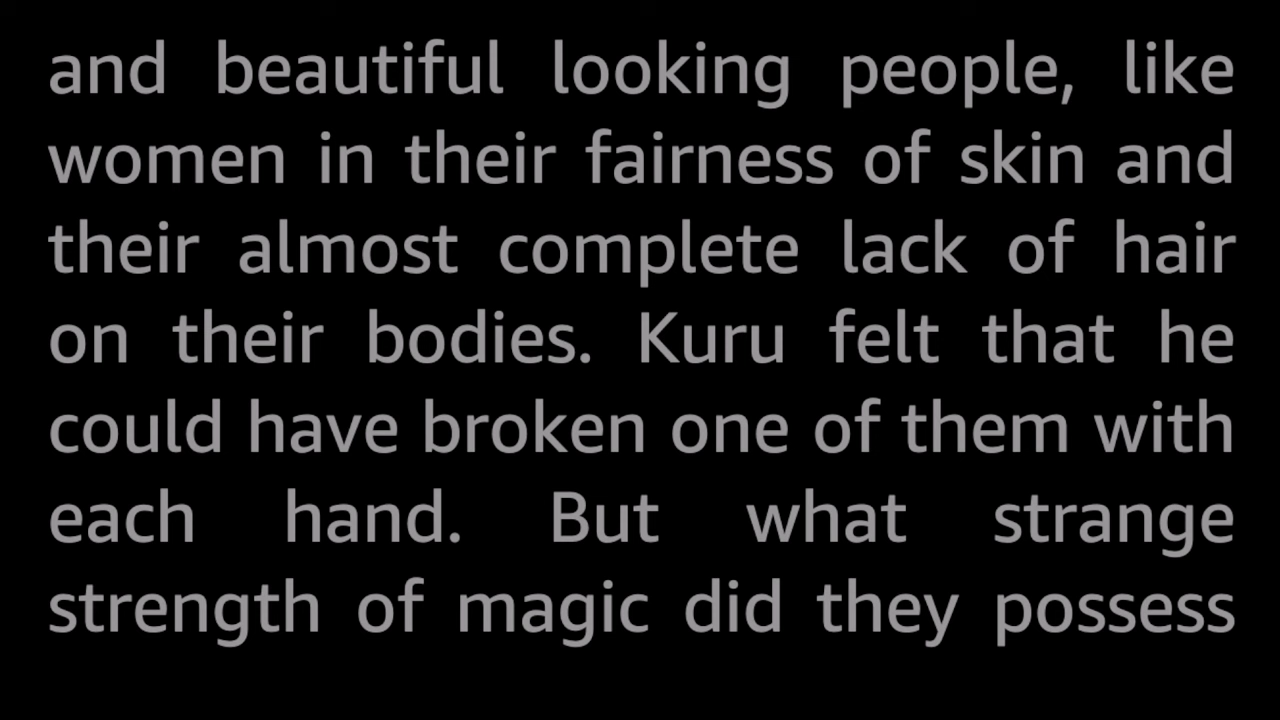 and beautiful looking people, like
women in their fairness of skin and
their almost complete lack of hair
on their bodies. Kuru felt that he
could have broken one of them with
each hand. But what strange
strength of magic did they possess